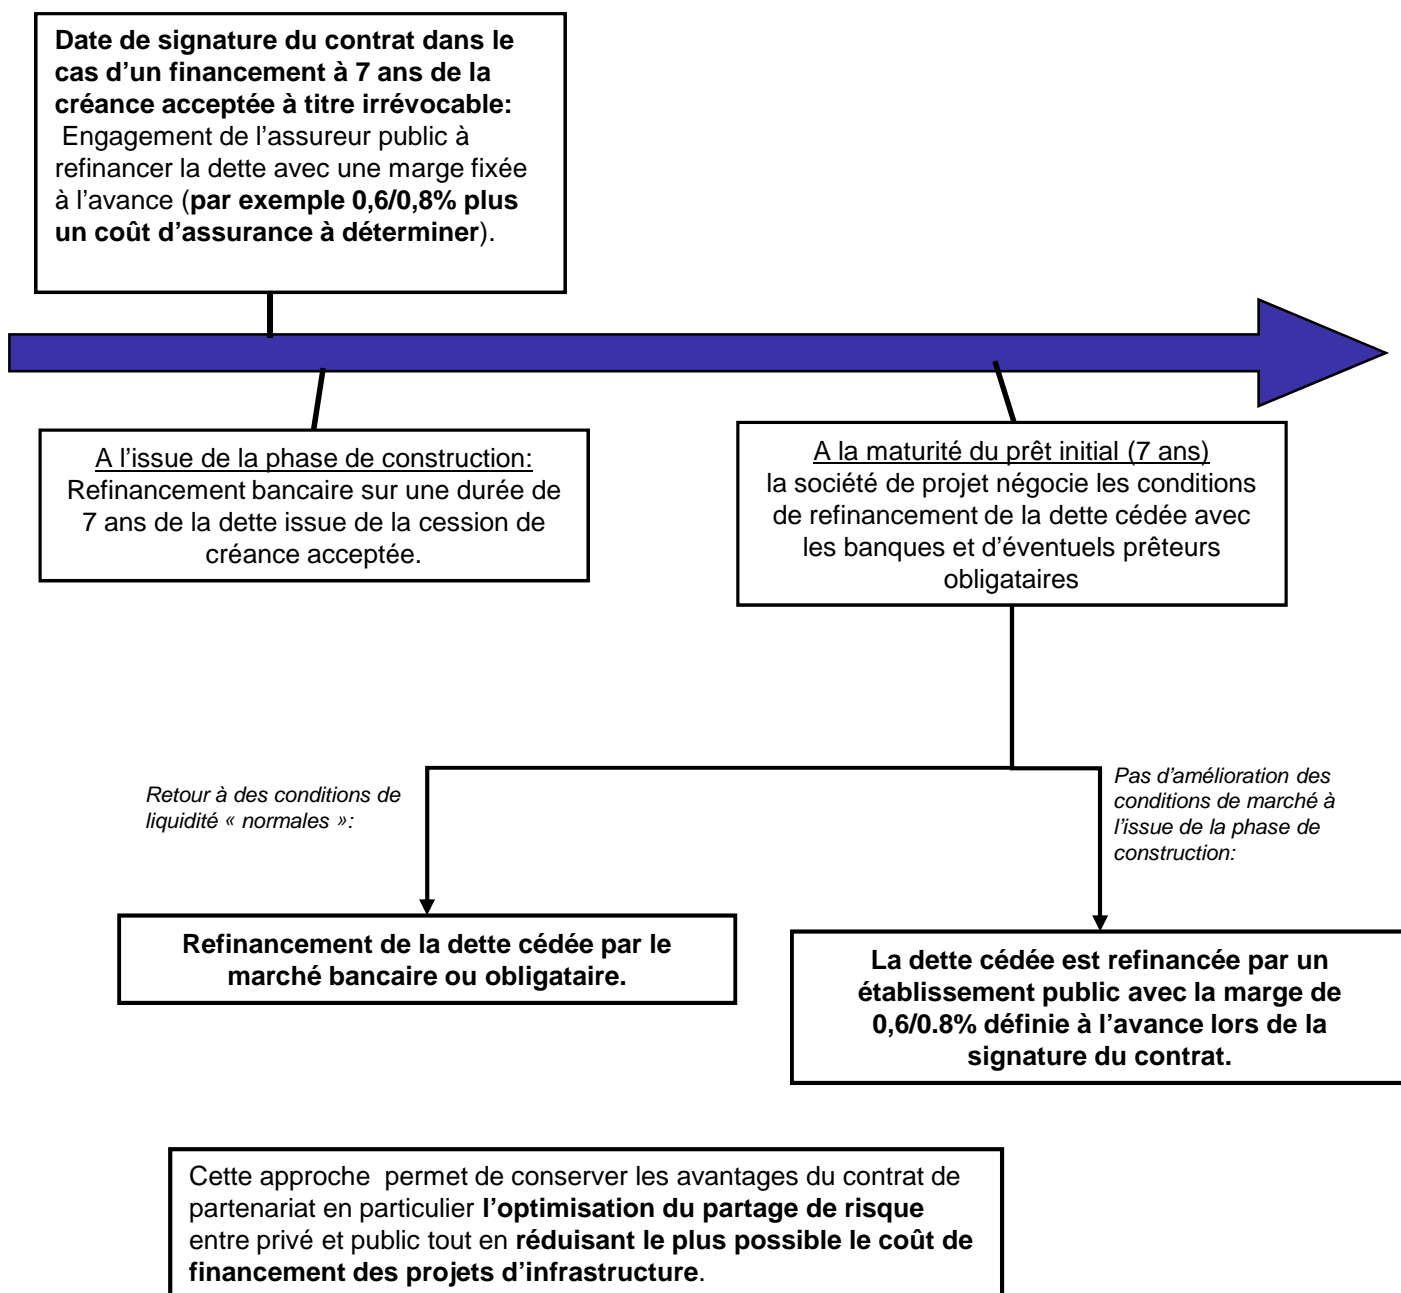 Date de signature du contrat dans le
cas d’un financement à 7 ans de la
créance acceptée à titre irrévocable:
Engagement de l’assureur public à
refinancer la dette avec une marge fixée
à l’avance (par exemple 0,6/0,8% plus
un coût d’assurance à déterminer).
A l’issue de la phase de construction:
Refinancement bancaire sur une durée de
7 ans de la dette issue de la cession de
créance acceptée.
A la maturité du prêt initial (7 ans)
la société de projet négocie les conditions
de refinancement de la dette cédée avec
les banques et d’éventuels prêteurs
obligataires
Retour à des conditions de
liquidité « normales »:
Pas d’amélioration des
conditions de marché à
l’issue de la phase de
construction:
Refinancement de la dette cédée par le
marché bancaire ou obligataire.
La dette cédée est refinancée par un
établissement public avec la marge de
0,6/0.8% définie à l’avance lors de la
signature du contrat.
Cette approche  permet de conserver les avantages du contrat de
partenariat en particulier l’optimisation du partage de risque
entre privé et public tout en réduisant le plus possible le coût de
financement des projets d’infrastructure.